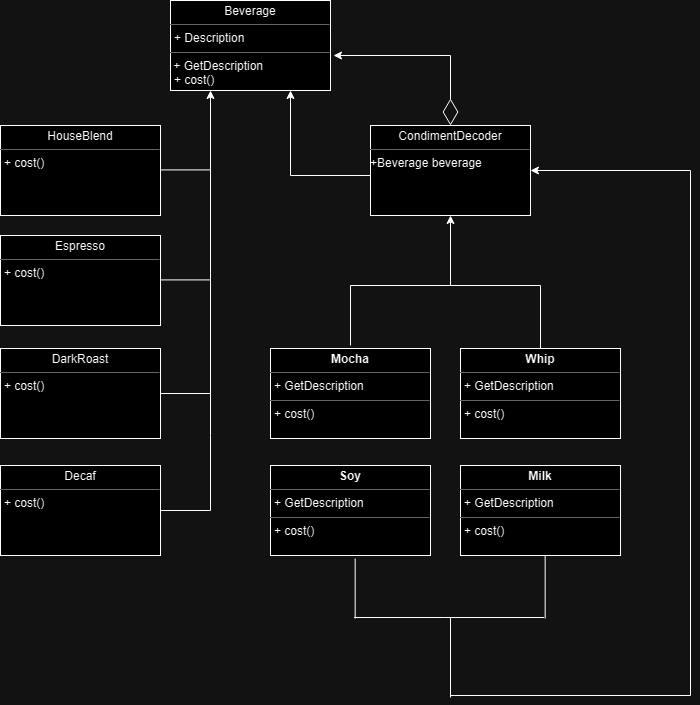 Beverage
+ Description
+ GetDescription
+ cost()
HouseBlend
+ cost()
CondimentDecoder
+Beverage beverage
Espresso
+ cost()
DarkRoast
+ cost()
Mocha
+ GetDescription
+ cost()
Whip
+ GetDescription
+ cost()
Decaf
+ cost()
Soy
+ GetDescription
+ cost()
Milk
+ GetDescription
+ cost()